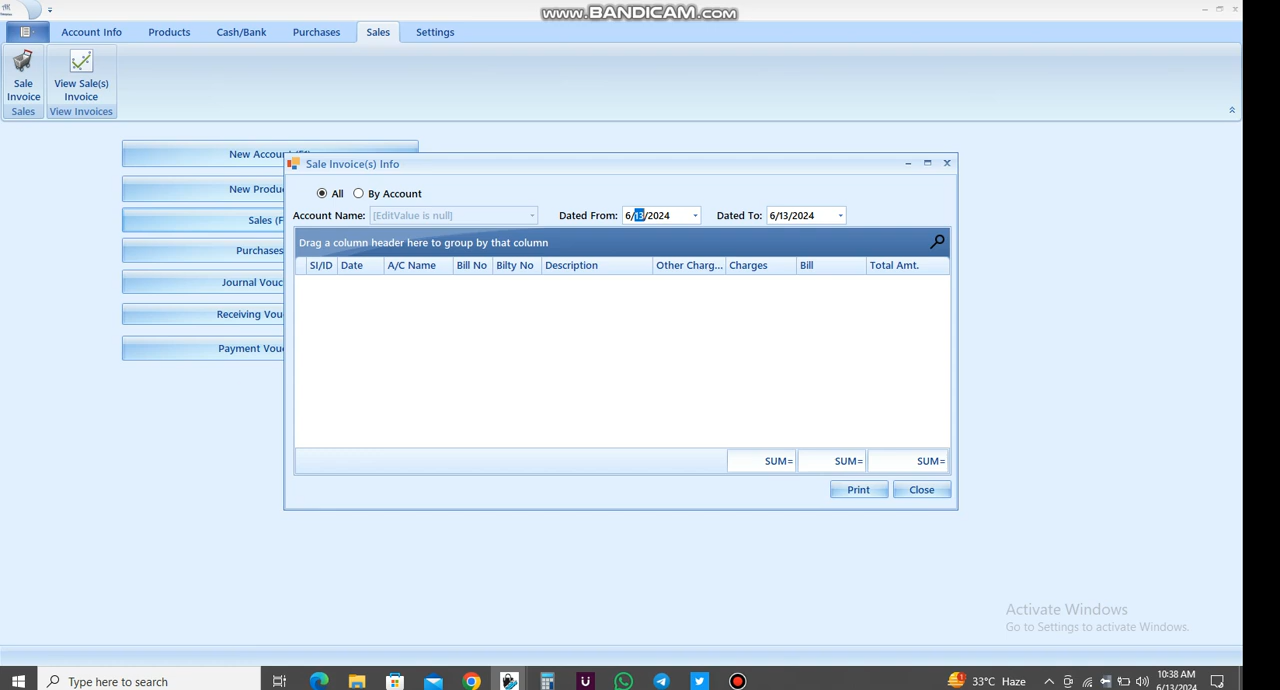 www.BANDICAM.com
Account Info Products Cash/Bank Purchases Sales Settings
Sale Invoice
View Sale(s) Invoice
Sales View Invoices
New Account (F1)
Sale Invoice(s) Info
New
All By Account
Account Name: [EditValue is null] Dated From: 6/13/2024 Dated To: 6/13/2024
Sales
Drag a column header here to group by that column
Purchases
SI/ID Date A/C Name Bill No Bilty No Description Other Charg... Charges Bill Total Amt.
Journal
Receiving
Payment
SUM= SUM= SUM=
Print Close
Activate Windows
Go to Settings to activate Windows.
Type here to search
33°C Haze
10:38 AM
6/13/2024